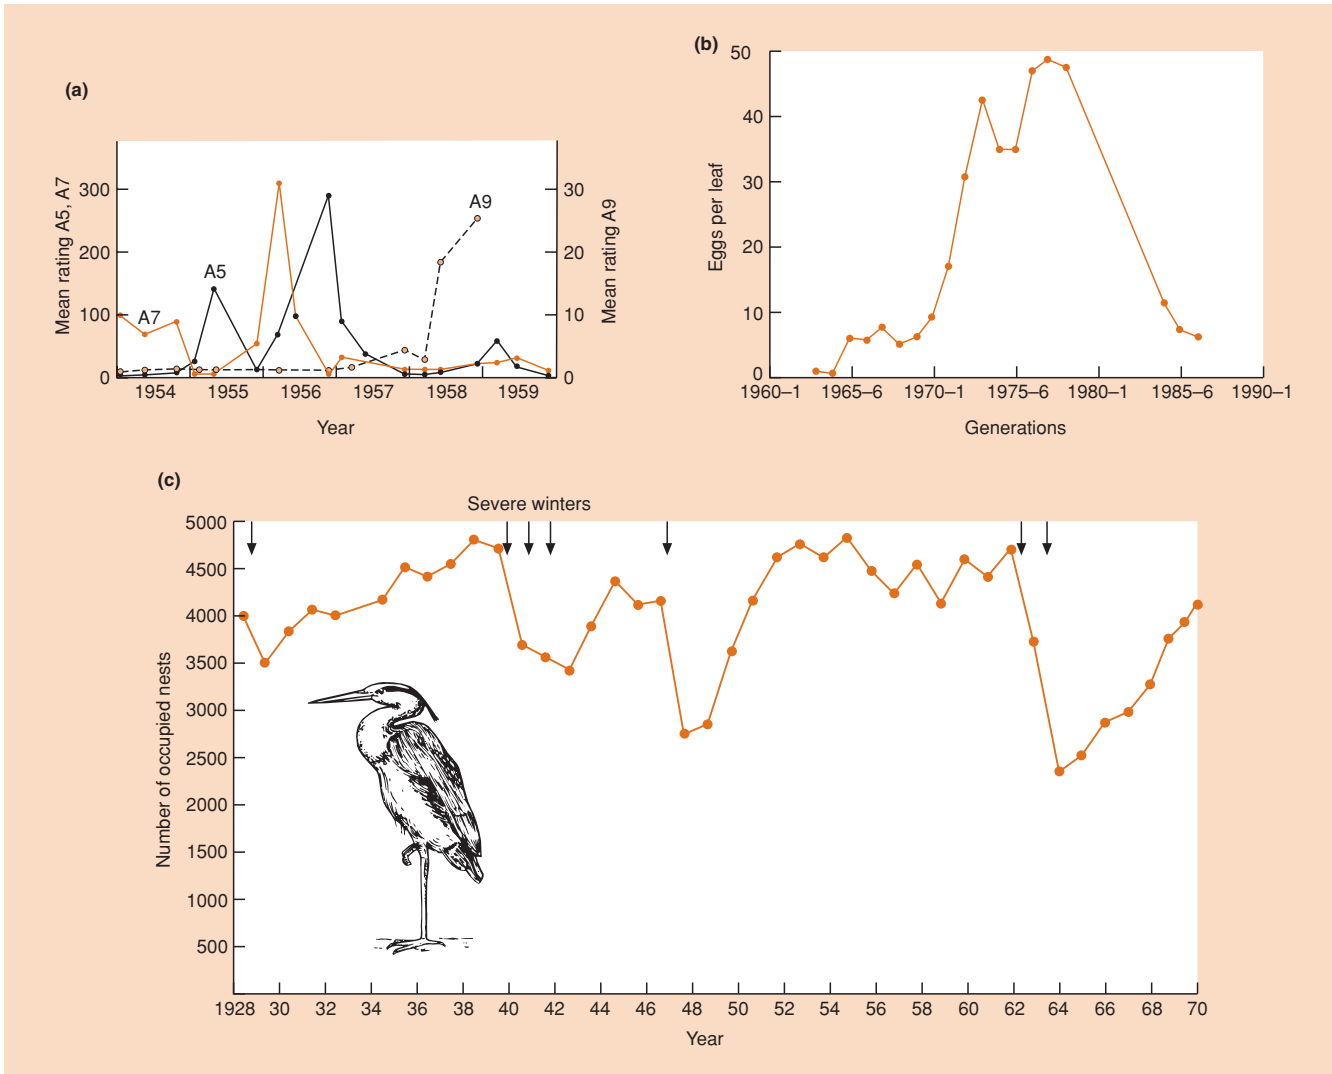 (a)
Mean rating A5, A7
300
200
100
0
A7
A5
A9
30
20
10
0
Mean rating A9
1954 1955 1956 1957 1958 1959
Year
(b)
Eggs per leaf
50
40
30
20
10
0
1960–1 1965–6 1970–1 1975–6 1980–1 1985–6 1990–1
Generations
(c)
Severe winters
Number of occupied nests
5000
4500
4000
3500
3000
2500
2000
1500
1000
500
1928 30 32 34 36 38 40 42 44 46 48 50 52 54 56 58 60 62 64 66 68 70
Year